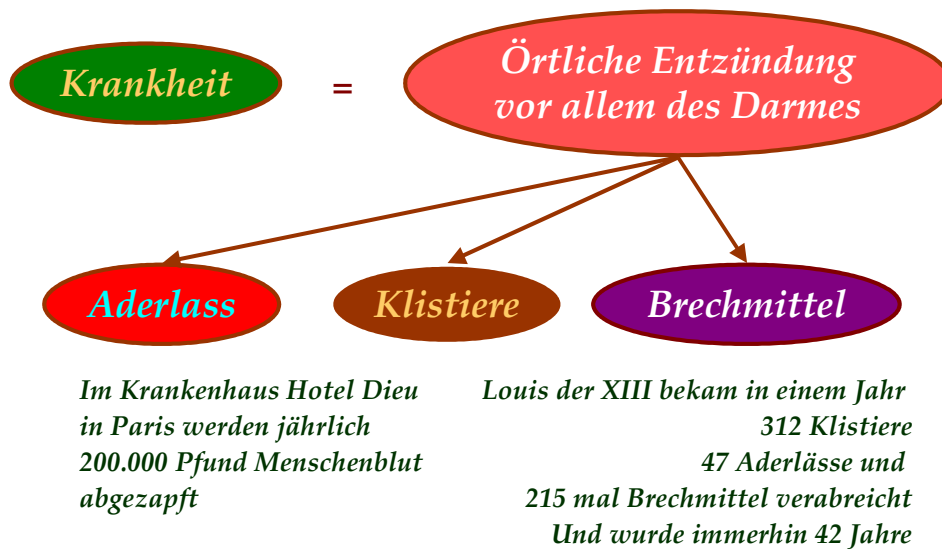 Krankheit
=
Örtliche Entzündung
vor allem des Darmes
Aderlass
Klistiere
Brechmittel
Im Krankenhaus Hotel Dieu
in Paris werden jährlich
200.000 Pfund Menschenblut
abgezapft
Louis der XIII bekam in einem Jahr
312 Klistiere
47 Aderlässe und
215 mal Brechmittel verabreicht
Und wurde immerhin 42 Jahre